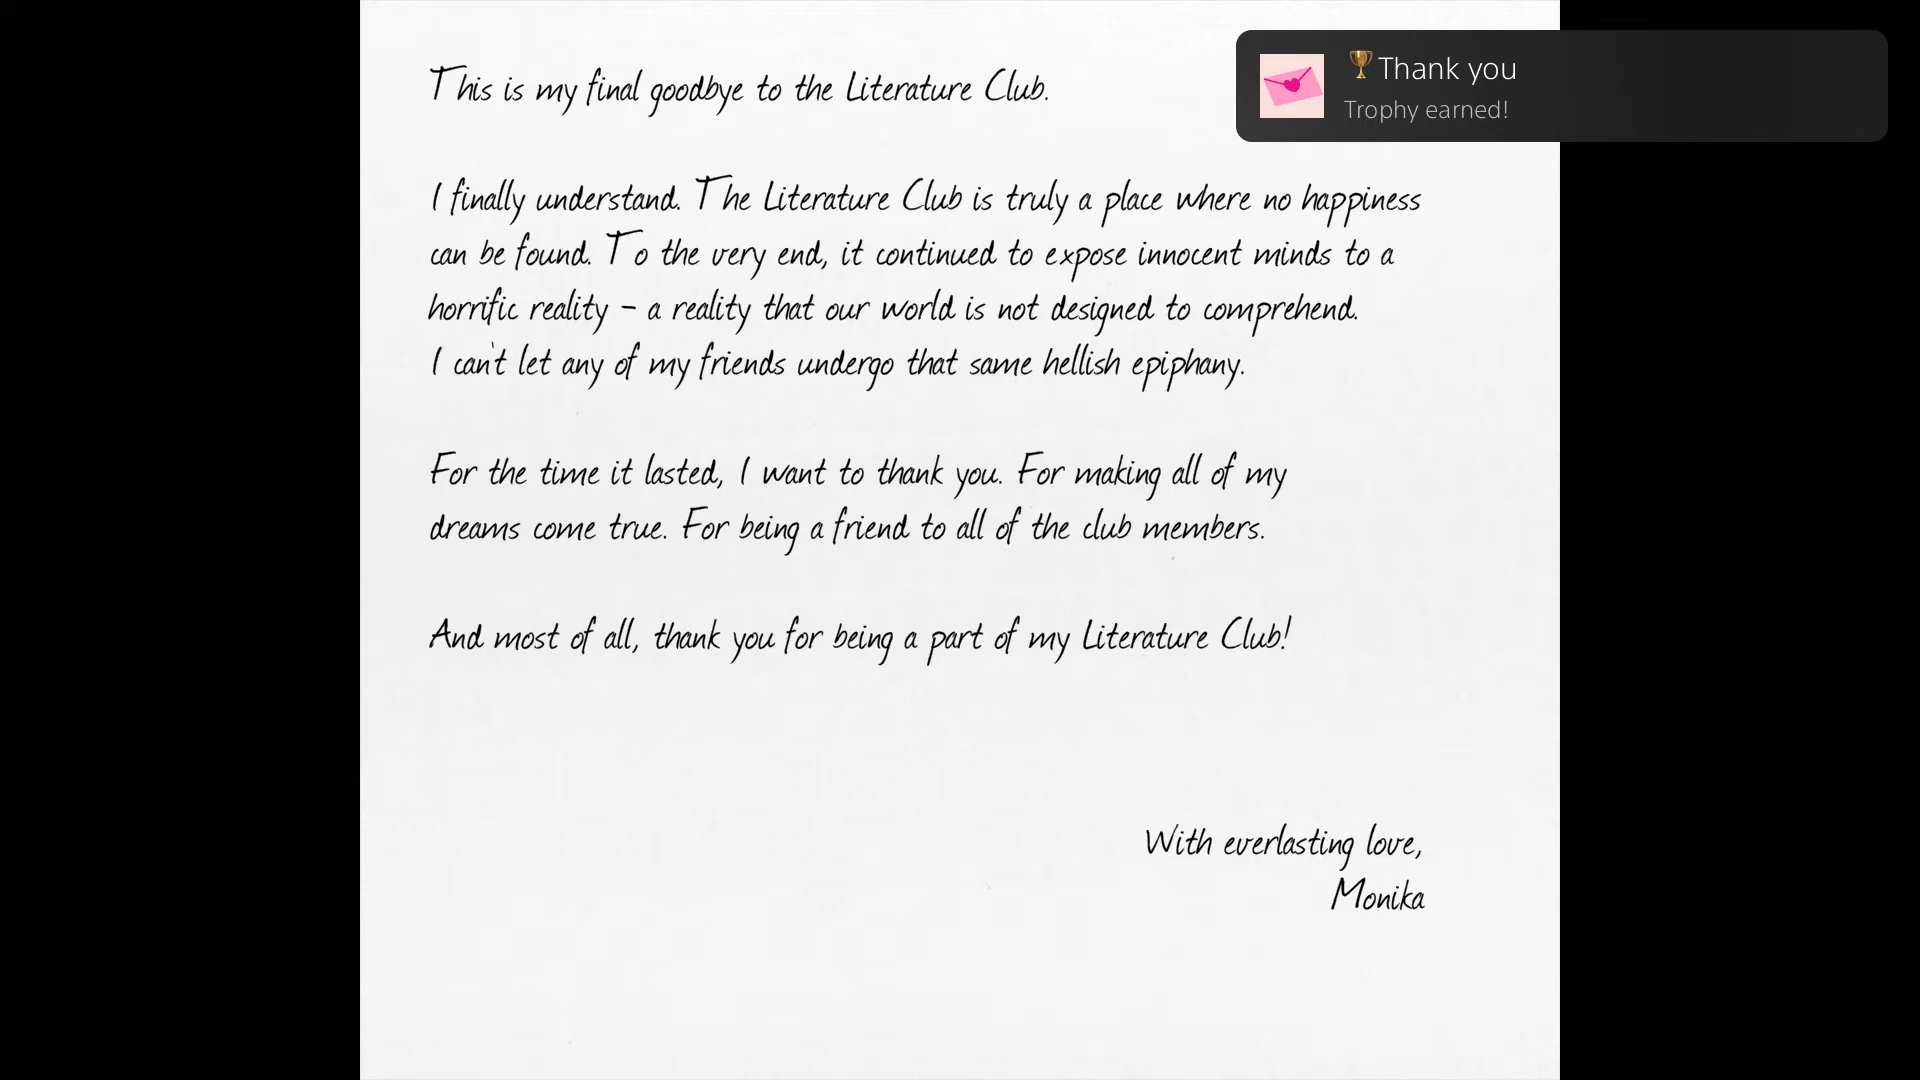 This is my final goodbye to the Literature Club.
Thank you
Trophy earned!
I finally understand. The Literature Club is truly a place where no happiness
can be found. To the very end, it continued to expose innocent minds to a
horrific reality – a reality that our world is not designed to comprehend.
I can't let any of my friends undergo that same hellish epiphany.
For the time it lasted, I want to thank you. For making all of my
dreams come true. For being a friend to all of the club members.
And most of all, thank you for being a part of my Literature Club!
With everlasting love,
Monika